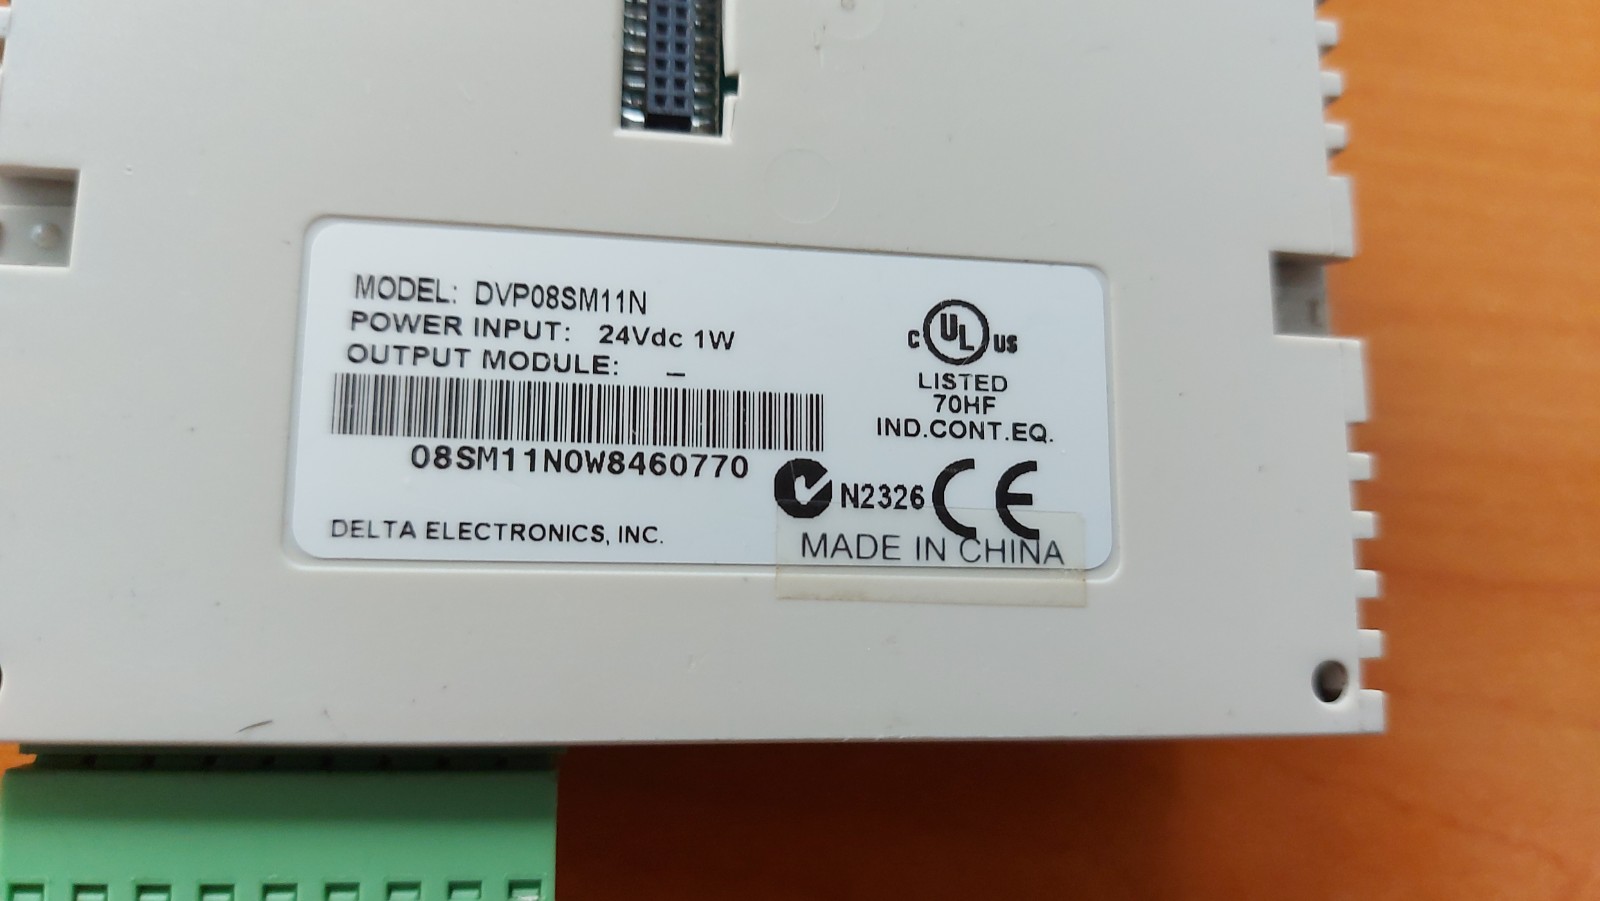 MODEL: DVP08SM11N
POWER INPUT: 24Vdc 1W
OUTPUT MODULE: _
08SM11N0W8460770
DELTA ELECTRONICS, INC.
C UL US
LISTED
70HF
IND.CONT.EQ.
N2326 CE
MADE IN CHINA